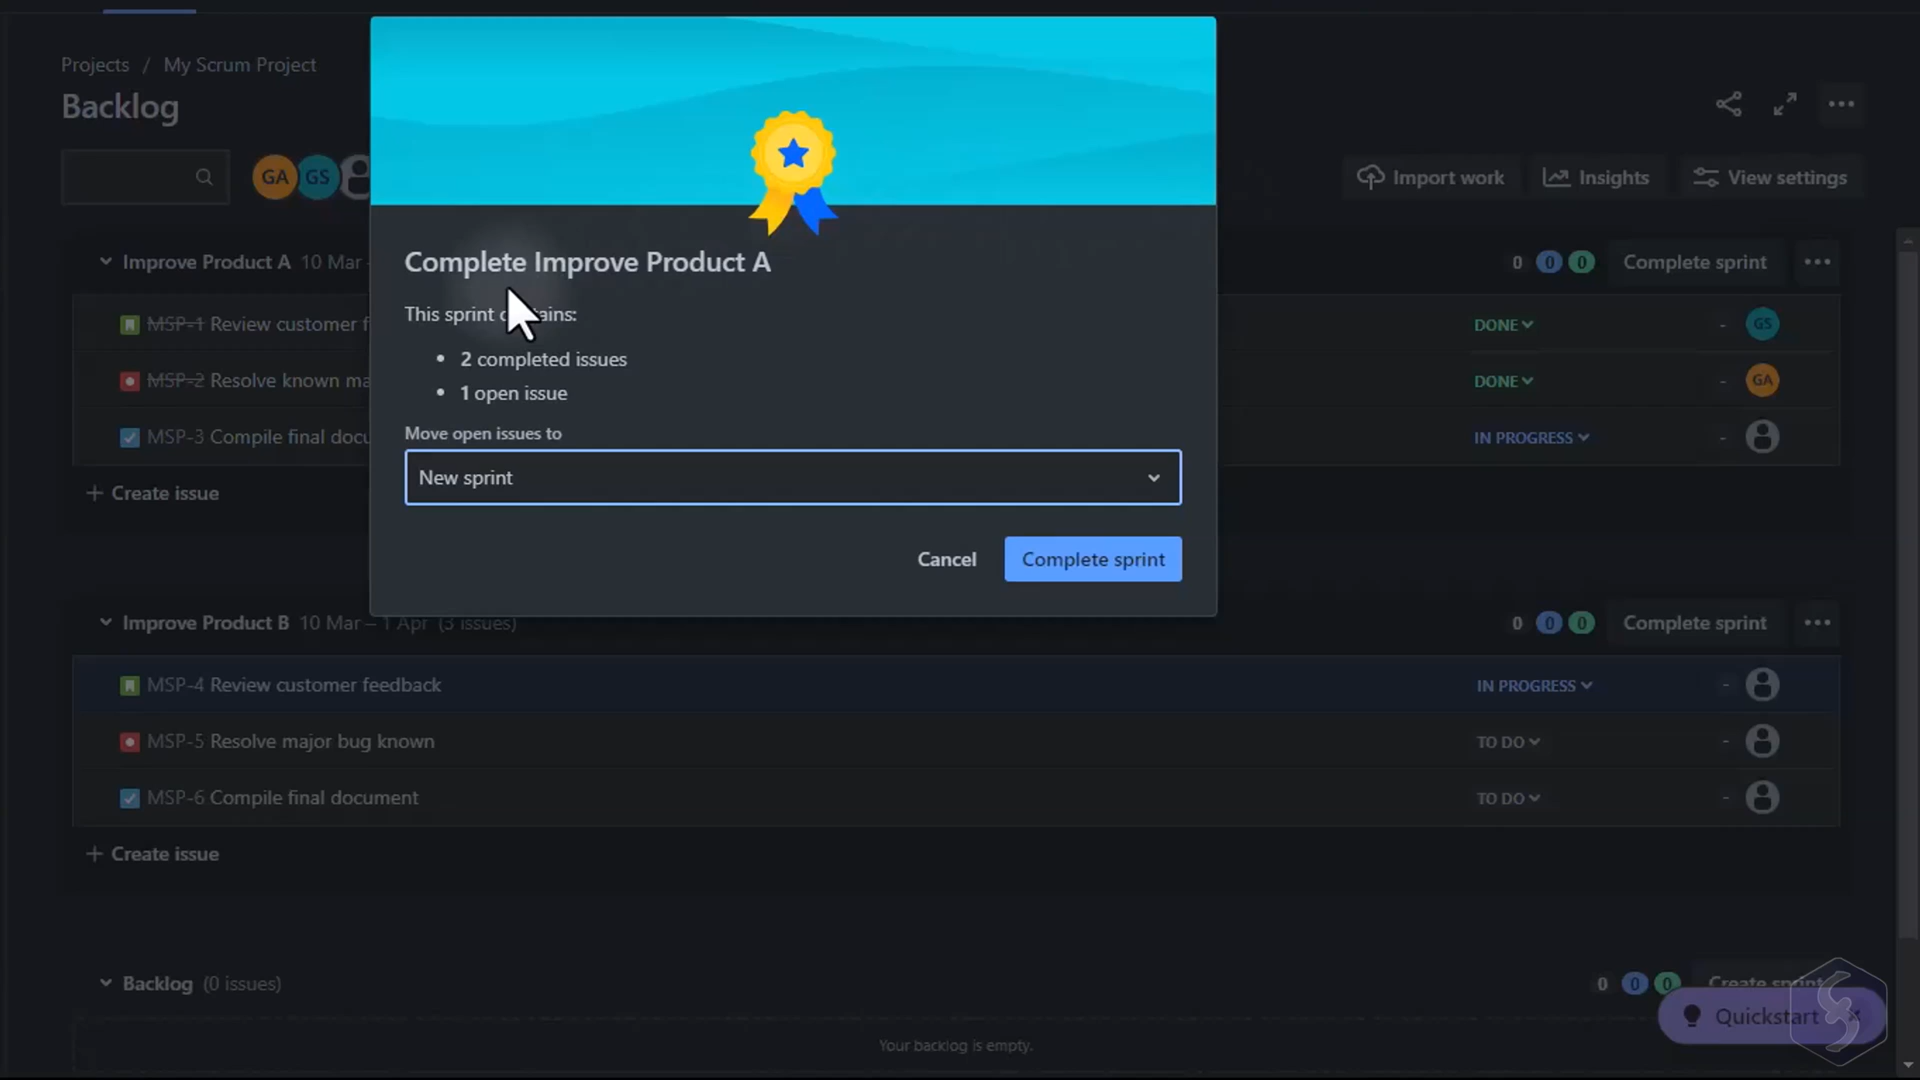 Projects / My Scrum Project
Backlog
GA GS
Import work
Insights
View settings
Complete Improve Product A
This sprint
2 completed issues
1 open issue
Move open issues to
New sprint
Cancel
Complete sprint
Improve Product A 10 Mar – 0 0 0 Complete sprint
MSP-1 Review customer f DONE - GS
MSP-2 Resolve known ma DONE - GA
MSP-3 Compile final docu IN PROGRESS -
+ Create issue
Improve Product B 10 Mar – 1 Apr (3 issues) 0 0 0 Complete sprint
MSP-4 Review customer feedback IN PROGRESS -
MSP-5 Resolve major bug known TO DO -
MSP-6 Compile final document TO DO -
+ Create issue
Backlog (0 issues) 0 0 0 Create sprint
Quickstart
Your backlog is empty.